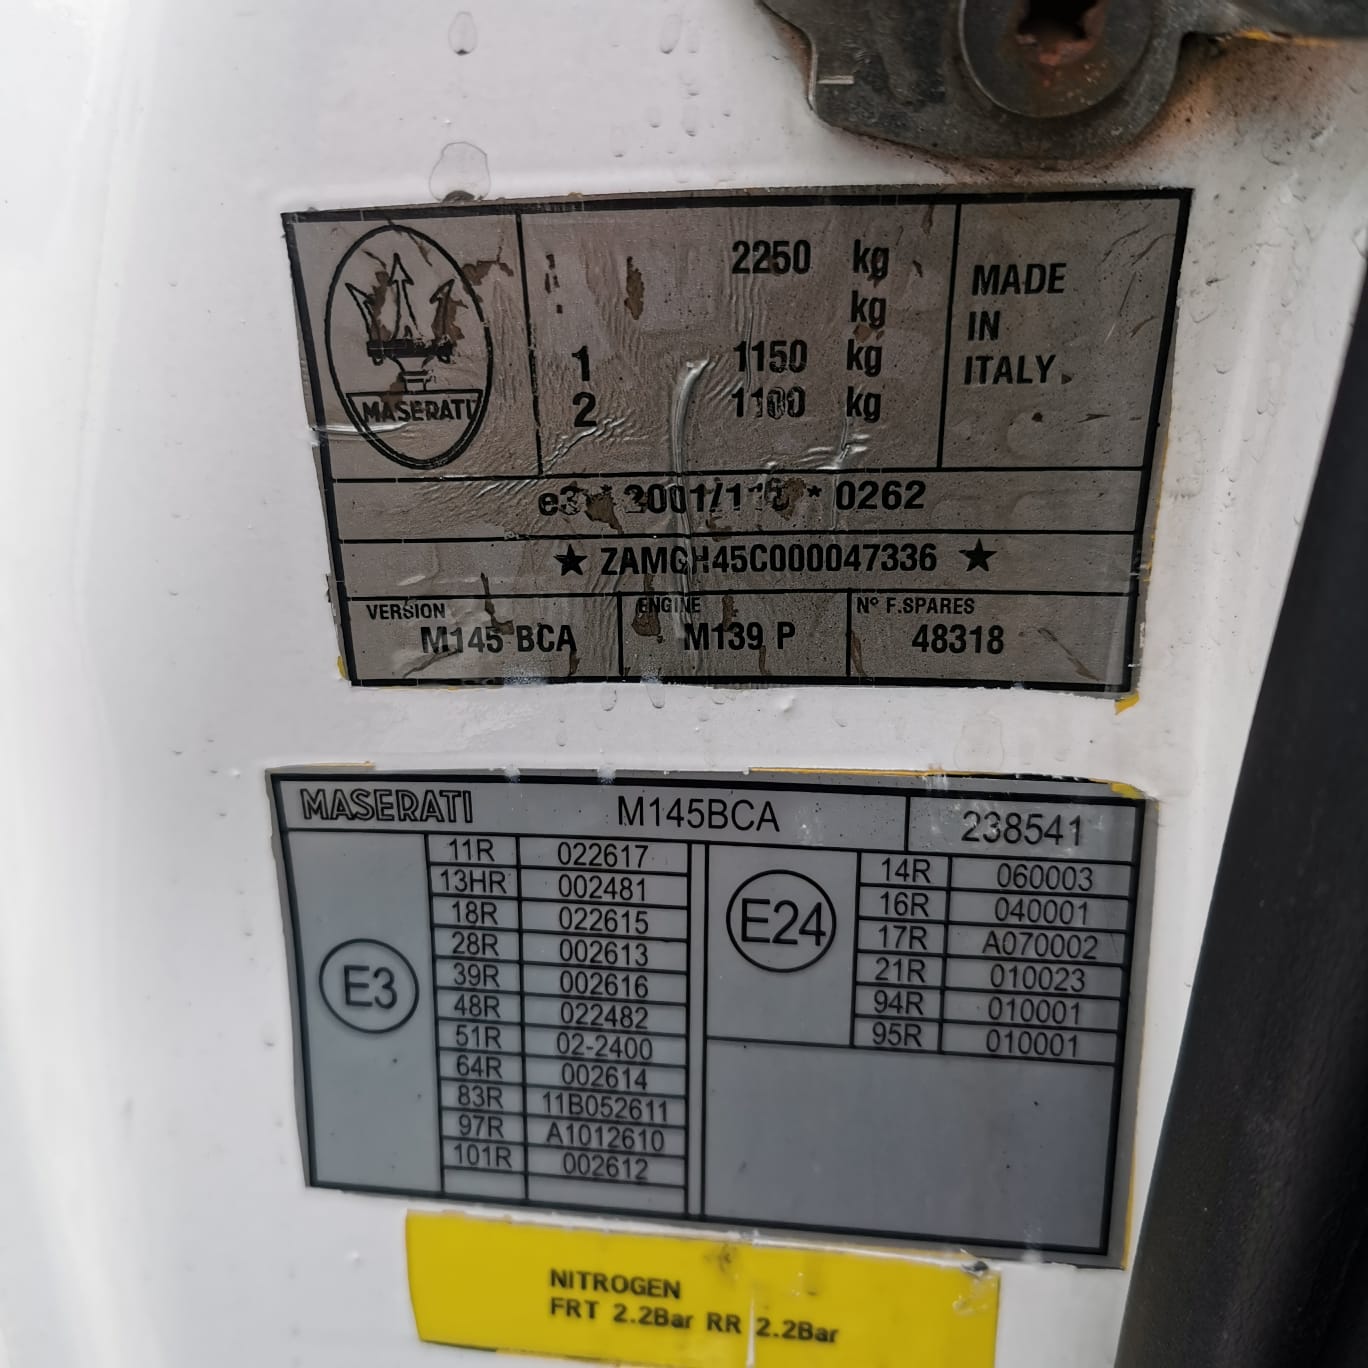 2250 kg
kg
1 1150 kg
2 1100 kg
MADE
IN
ITALY
MASERATI
* 0262
★ ZAMGH45C000047336 ★
VERSION ENGINE Nº F.SPARES
M145 BCA M139 P 48318
MASERATI M145BCA 238541
E3
11R 022617
13HR 002481
18R 022615
28R 002613
39R 002616
48R 022482
51R 02-2400
64R 002614
83R 11B052611
97R A1012610
101R 002612
E24
14R 060003
16R 040001
17R A070002
21R 010023
94R 010001
95R 010001
NITROGEN
FRT 2.2Bar RR 2.2Bar